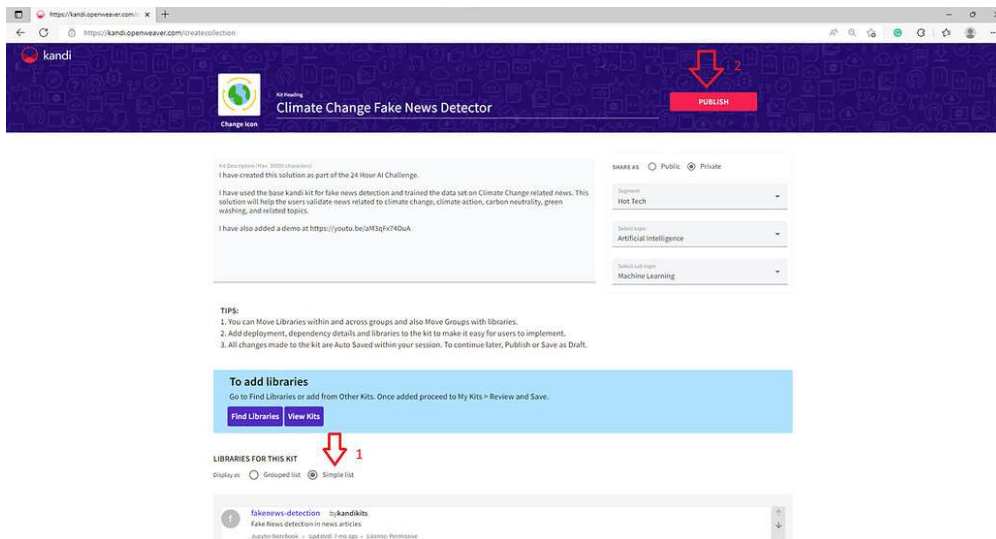 https://kandi.openweaver.com/c
https://kandi.openweaver.com/createcollection
kandi
2
Kit Heading
Climate Change Fake News Detector
PUBLISH
Change Icon
Kit Description (Max. 30000 characters)
I have created this solution as part of the 24 Hour AI Challenge.
I have used the base kandi kit for fake news detection and trained the data set on Climate Change related news. This
solution will help the users validate news related to climate change, climate action, carbon neutrality, green
washing, and related topics.
I have also added a demo at https://youtu.be/aM3qFx74OuA
SHARE AS Public Private
Segment
Hot Tech
Select topic
Artificial Intelligence
Select sub topic
Machine Learning
TIPS:
1. You can Move Libraries within and across groups and also Move Groups with libraries.
2. Add deployment, dependency details and libraries to the kit to make it easy for users to implement.
3. All changes made to the kit are Auto Saved within your session. To continue later, Publish or Save as Draft.
To add libraries
Go to Find Libraries or add from Other Kits. Once added proceed to My Kits > Review and Save.
Find Libraries View Kits
1
LIBRARIES FOR THIS KIT
Display as Grouped list Simple list
f
fakenews-detection by kandikits
Fake News detection in news articles
Jupyter Notebook Updated: 7 mo ago License: Permissive